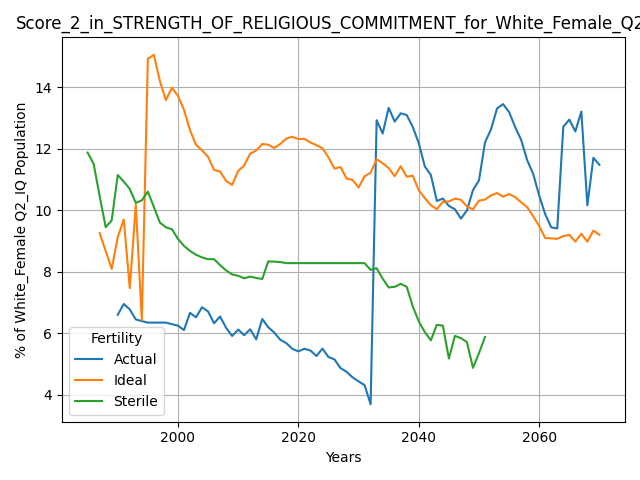 Score_2_in_STRENGTH_OF_RELIGIOUS_COMMITMENT_for_White_Female_Q2
% of White_Female Q2_IQ Population
14
12
10
8
6
4
Fertility
Actual
Ideal
Sterile
2000 2020 2040 2060
Years